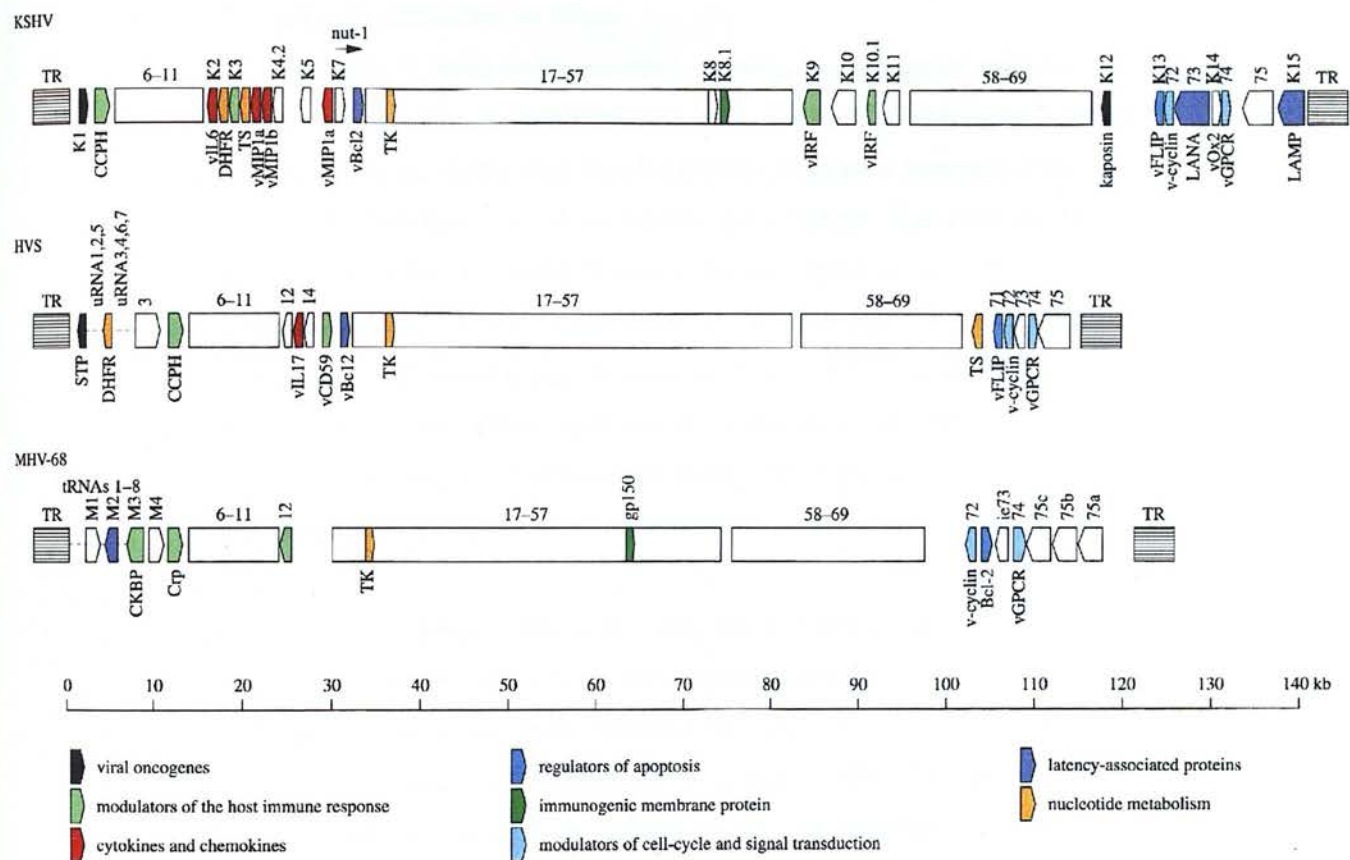 KSHV
nut-1
TR 6–11 K2 K3 K4.2 K5 K7 17–57 K8 K8.1 K9 K10 K10.1 K11 58–69 K12 K13 72 73 K14 74 75 K15 TR
K1 CCPH vIL6 DHFR TS vMIP1a vMIP1b vMIP1a vBcl2 TK vIRF vIRF kaposin vFLIP v-cyclin LANA vOx2 vGPCR LAMP
HVS
TR uRNA1,2,5 uRNA3,4,6,7 3 6–11 12 14 17–57 58–69 71 72 73 74 75 TR
STP DHFR CCPH vIL17 vCD59 vBc12 TK TS vFLIP v-cyclin vGPCR
MHV-68
tRNAs 1–8
TR M1 M2 M3 M4 6–11 12 17–57 gp150 58–69 72 ie73 74 75c 75b 75a TR
CKBP Crp TK v-cyclin Bcl-2 vGPCR
0 10 20 30 40 50 60 70 80 90 100 110 120 130 140 kb
viral oncogenes
modulators of the host immune response
cytokines and chemokines
regulators of apoptosis
immunogenic membrane protein
modulators of cell-cycle and signal transduction
latency-associated proteins
nucleotide metabolism